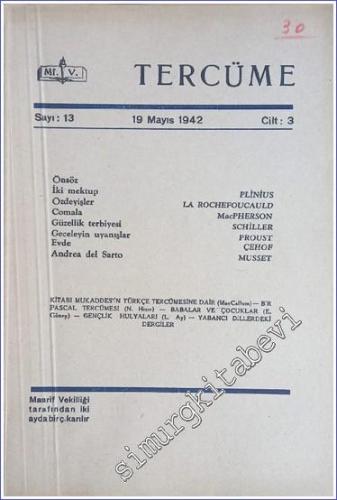 30
M. V.
TERCÜME
Sayı: 13 19 Mayıs 1942 Cilt: 3
Önsöz
İki mektup PLİNİUS
Özdeyişler LA ROCHEFOUCAULD
Comala MacPHERSON
Güzellik terbiyesi SCHİLLER
Geceleyin uyanışlar PROUST
Evde ÇEHOF
Andrea del Sarto MUSSET
KİTABI MUKADDES'İN TÜRKÇE TERCÜMESİNE DAİR (MacCallum) — BİR
PASCAL TERCÜMESİ (N. ) — BABALAR VE ÇOCUKLAR (E.
Güney) — GENÇLİK HULYALARI (L. Ay) — YABANCI DİLLERDEKİ
DERGİLER
Maarif Vekilliği
tarafından iki
ayda bir çıkarılır
simurgkitabevi.com